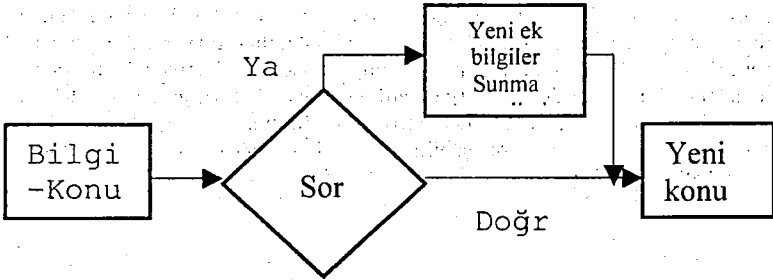 Bilgi
-Konu
Sor
Ya
Yeni ek
bilgiler
Sunma
Doğr
Yeni
konu